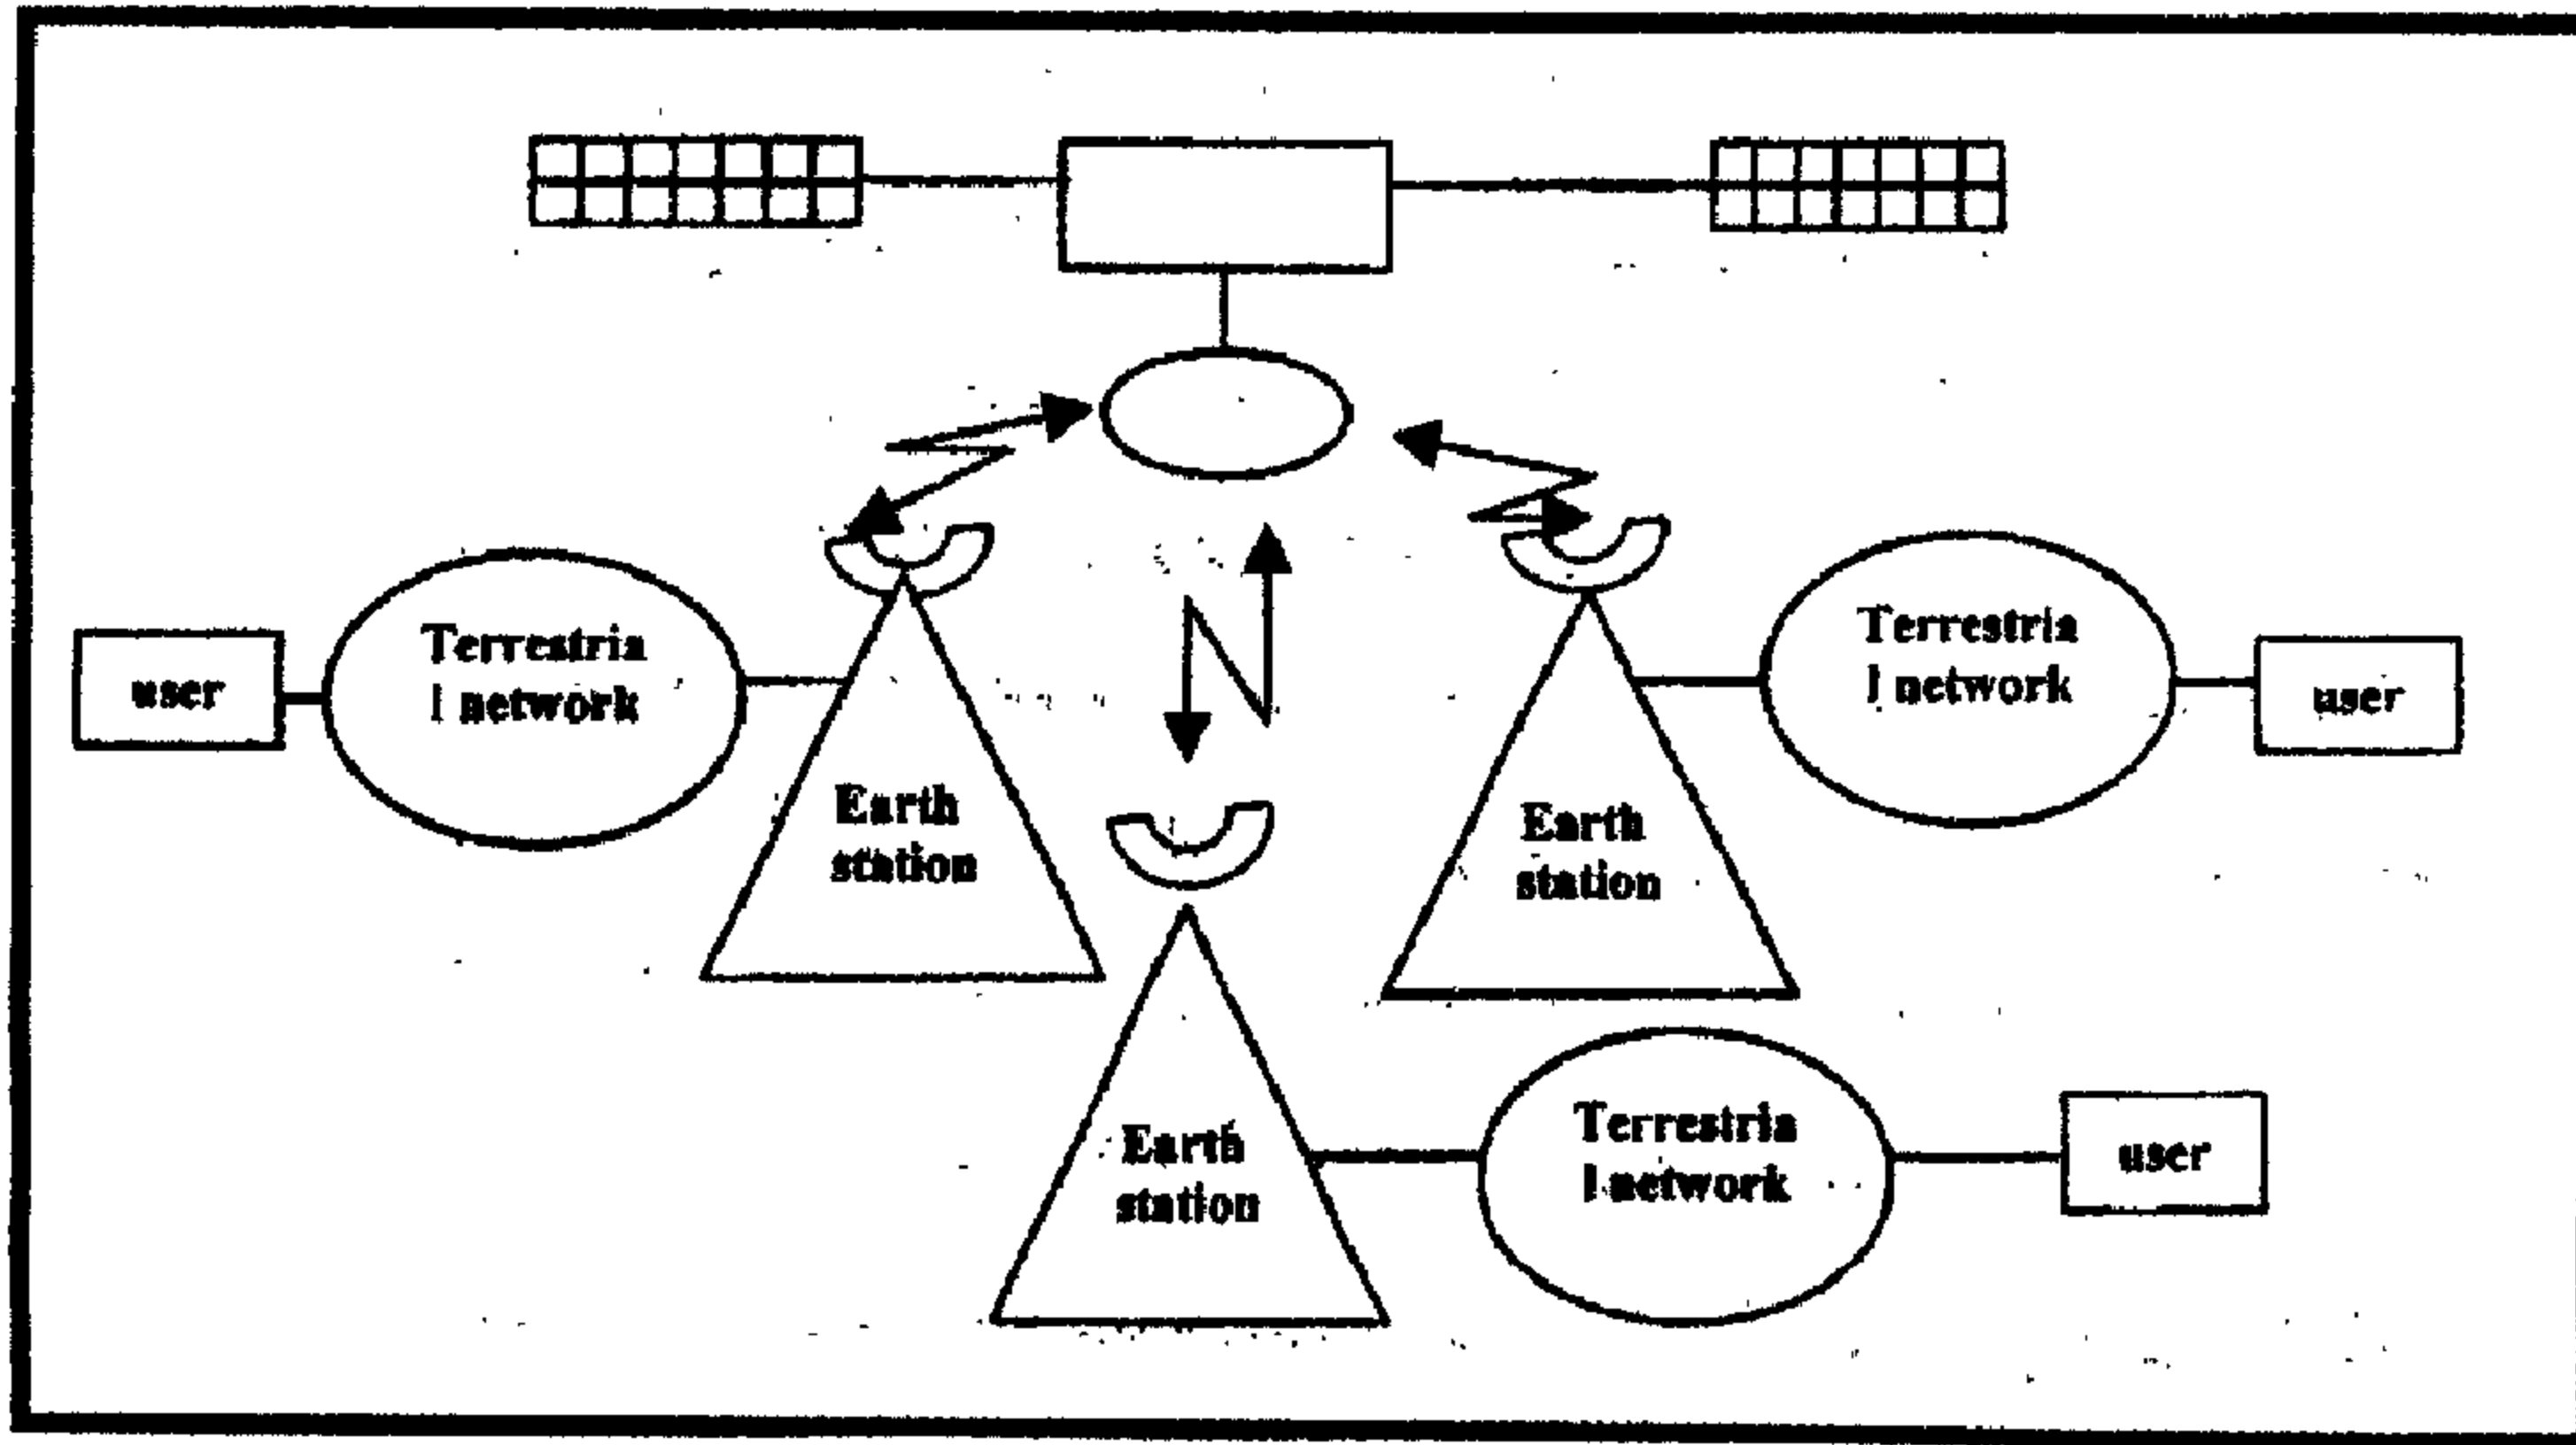 user
Terrestria
l network
Earth
station
Earth
station
Terrestria
l network
user
Earth
station
Terrestria
l network
user